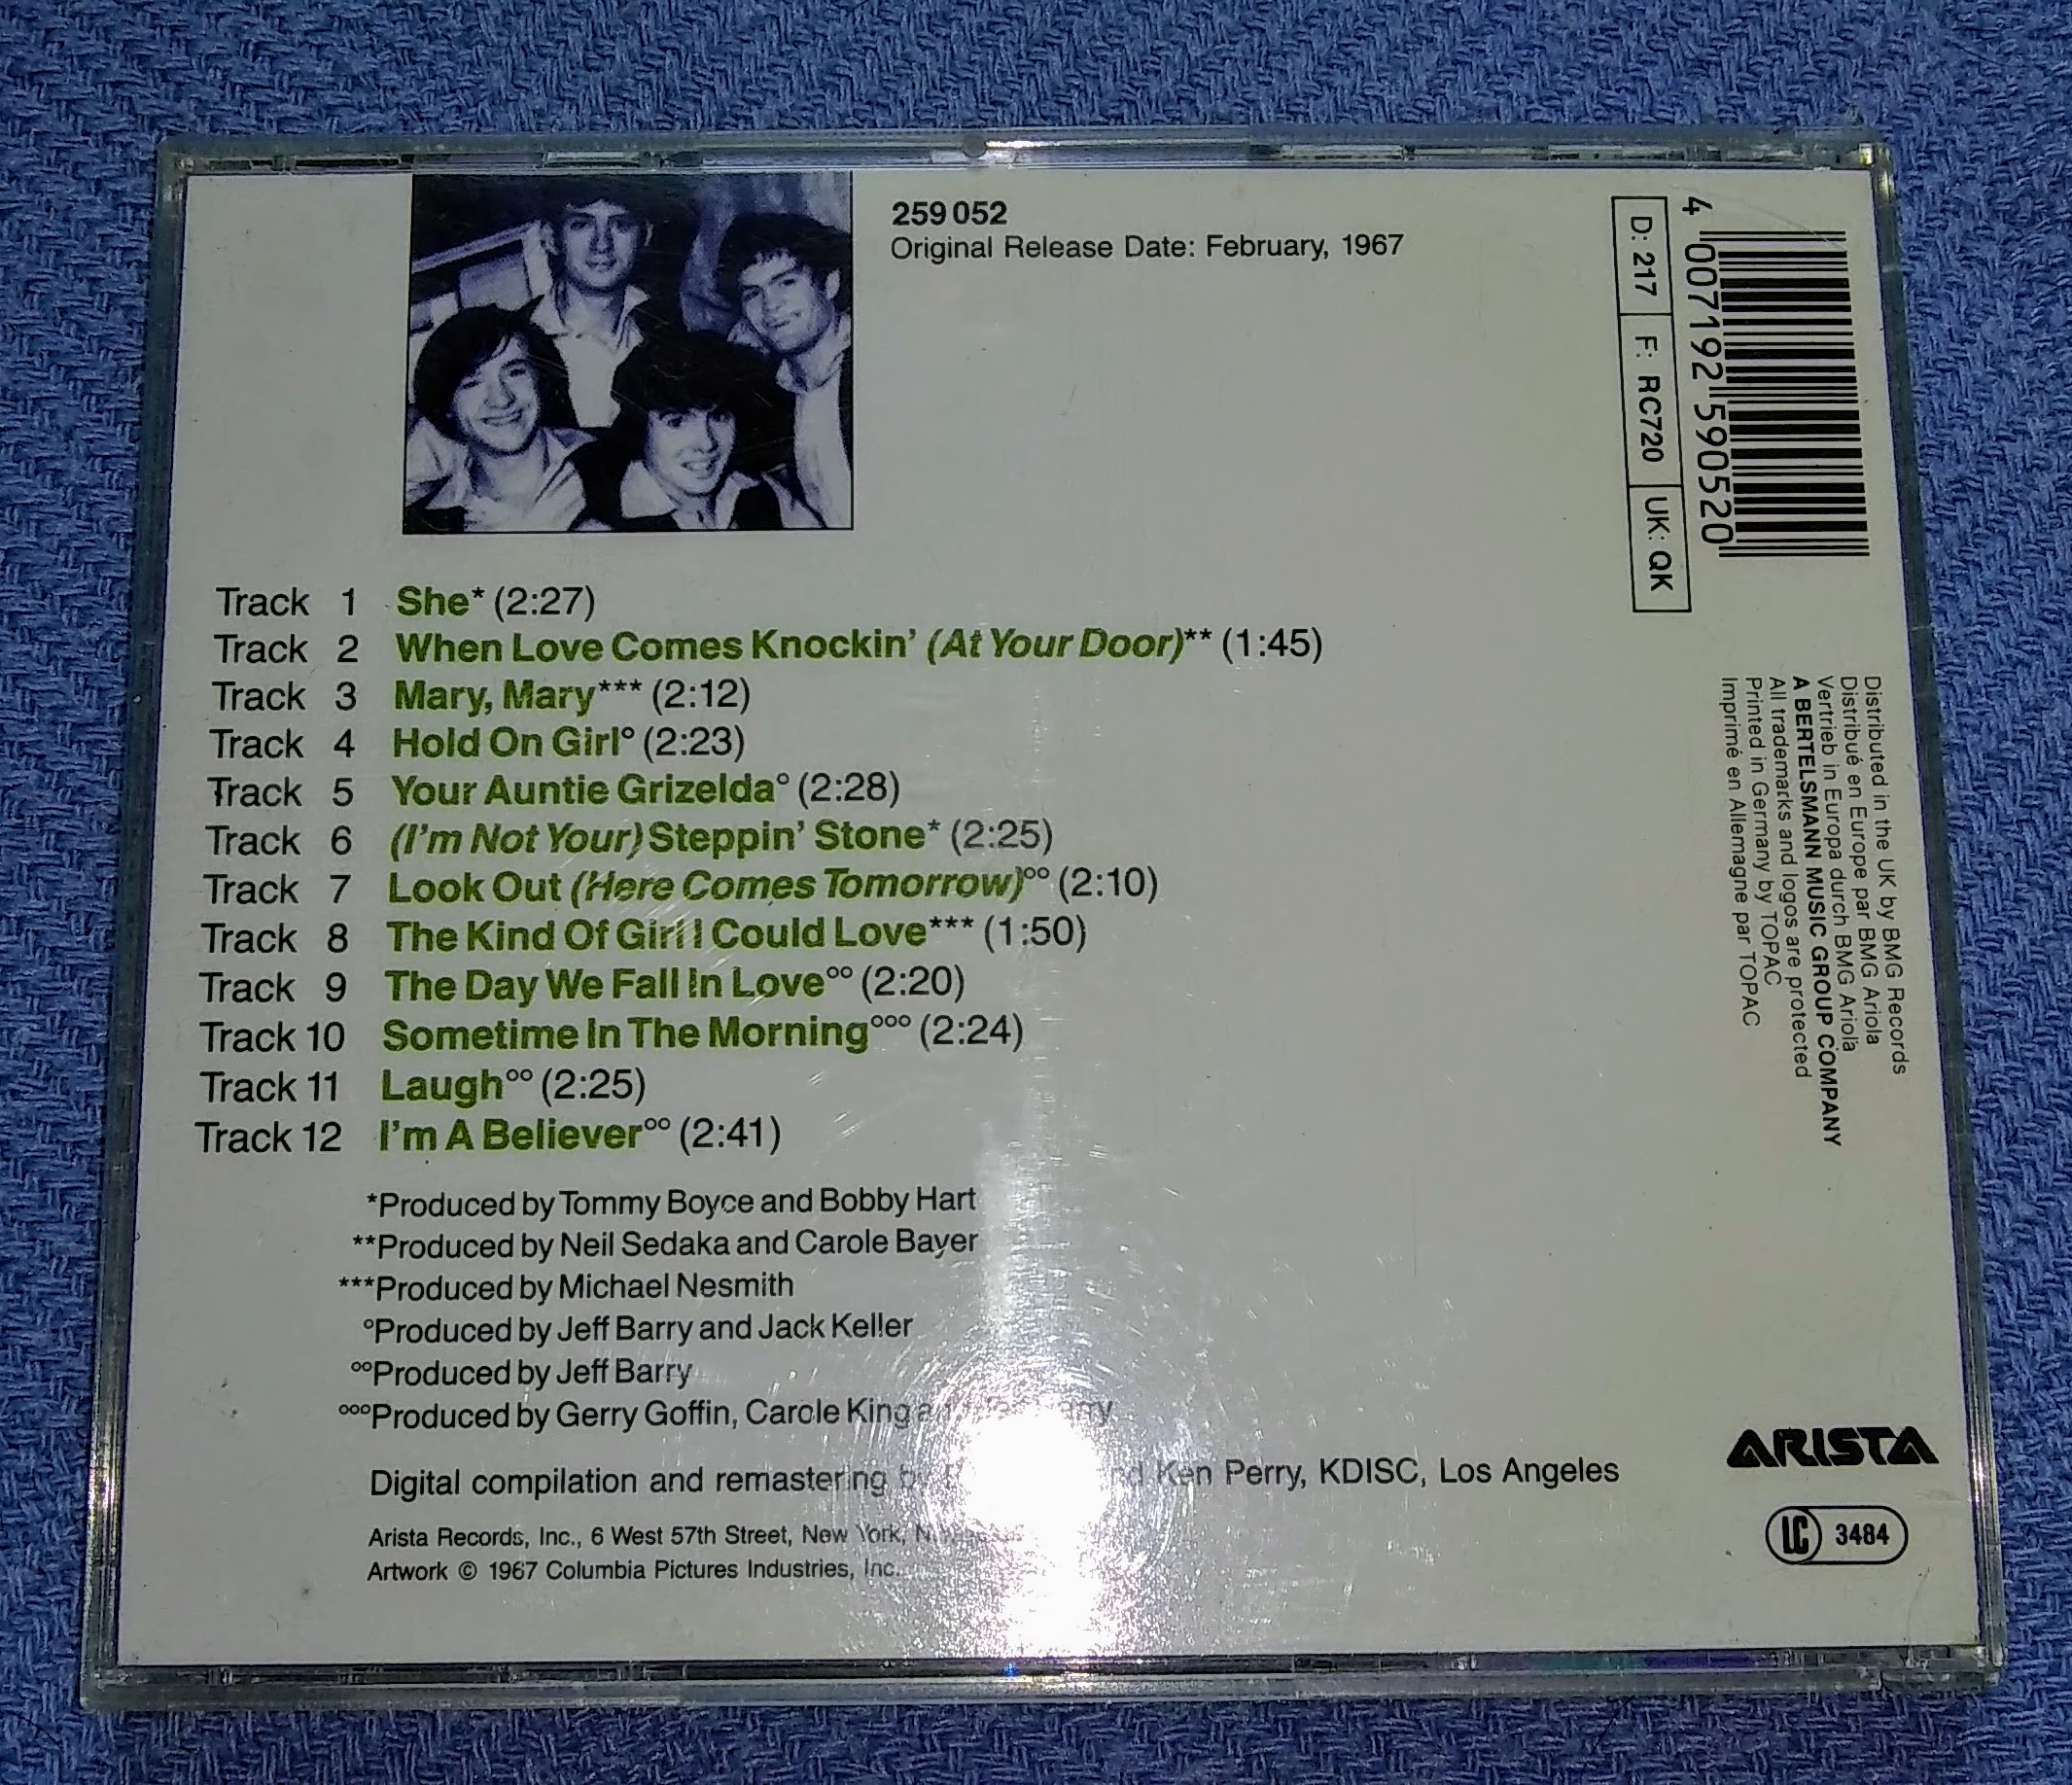 259 052
Original Release Date: February, 1967
4 007192 590520
D: 217 F: RC720 UK: QK
Track 1 She* (2:27)
Track 2 When Love Comes Knockin' (At Your Door)** (1:45)
Track 3 Mary, Mary*** (2:12)
Track 4 Hold On Girl° (2:23)
Track 5 Your Auntie Grizelda° (2:28)
Track 6 (I'm Not Your) Steppin' Stone* (2:25)
Track 7 Look Out (Here Comes Tomorrow)°° (2:10)
Track 8 The Kind Of Girl I Could Love*** (1:50)
Track 9 The Day We Fall In Love°° (2:20)
Track 10 Sometime In The Morning°°° (2:24)
Track 11 Laugh°° (2:25)
Track 12 I'm A Believer°° (2:41)
*Produced by Tommy Boyce and Bobby Hart
**Produced by Neil Sedaka and Carole Bayer
***Produced by Michael Nesmith
°Produced by Jeff Barry and Jack Keller
°°Produced by Jeff Barry
°°°Produced by Gerry Goffin, Carole King
Digital compilation and remastering by Ken Perry, KDISC, Los Angeles
Arista Records, Inc., 6 West 57th Street, New York,
Artwork © 1967 Columbia Pictures Industries, Inc.
Distributed in the UK by BMG Records
Distribué en Europe par BMG Ariola
Vertrieb in Europa durch BMG Ariola
A BERTELSMANN MUSIC GROUP COMPANY
All trademarks and logos are protected
Printed in Germany by TOPAC
Imprimé en Allemagne par TOPAC
ARISTA
LC 3484